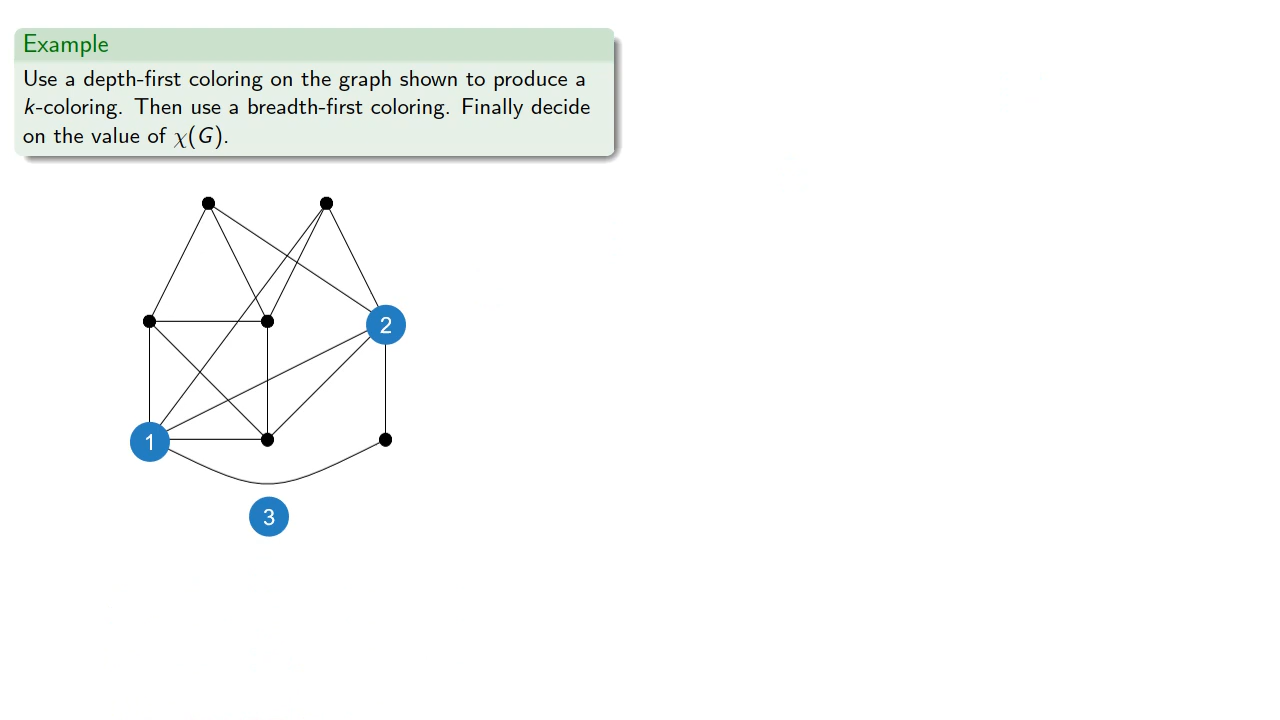 Example
Use a depth-first coloring on the graph shown to produce a
k-coloring. Then use a breadth-first coloring. Finally decide
on the value of χ(G).
2
1
3